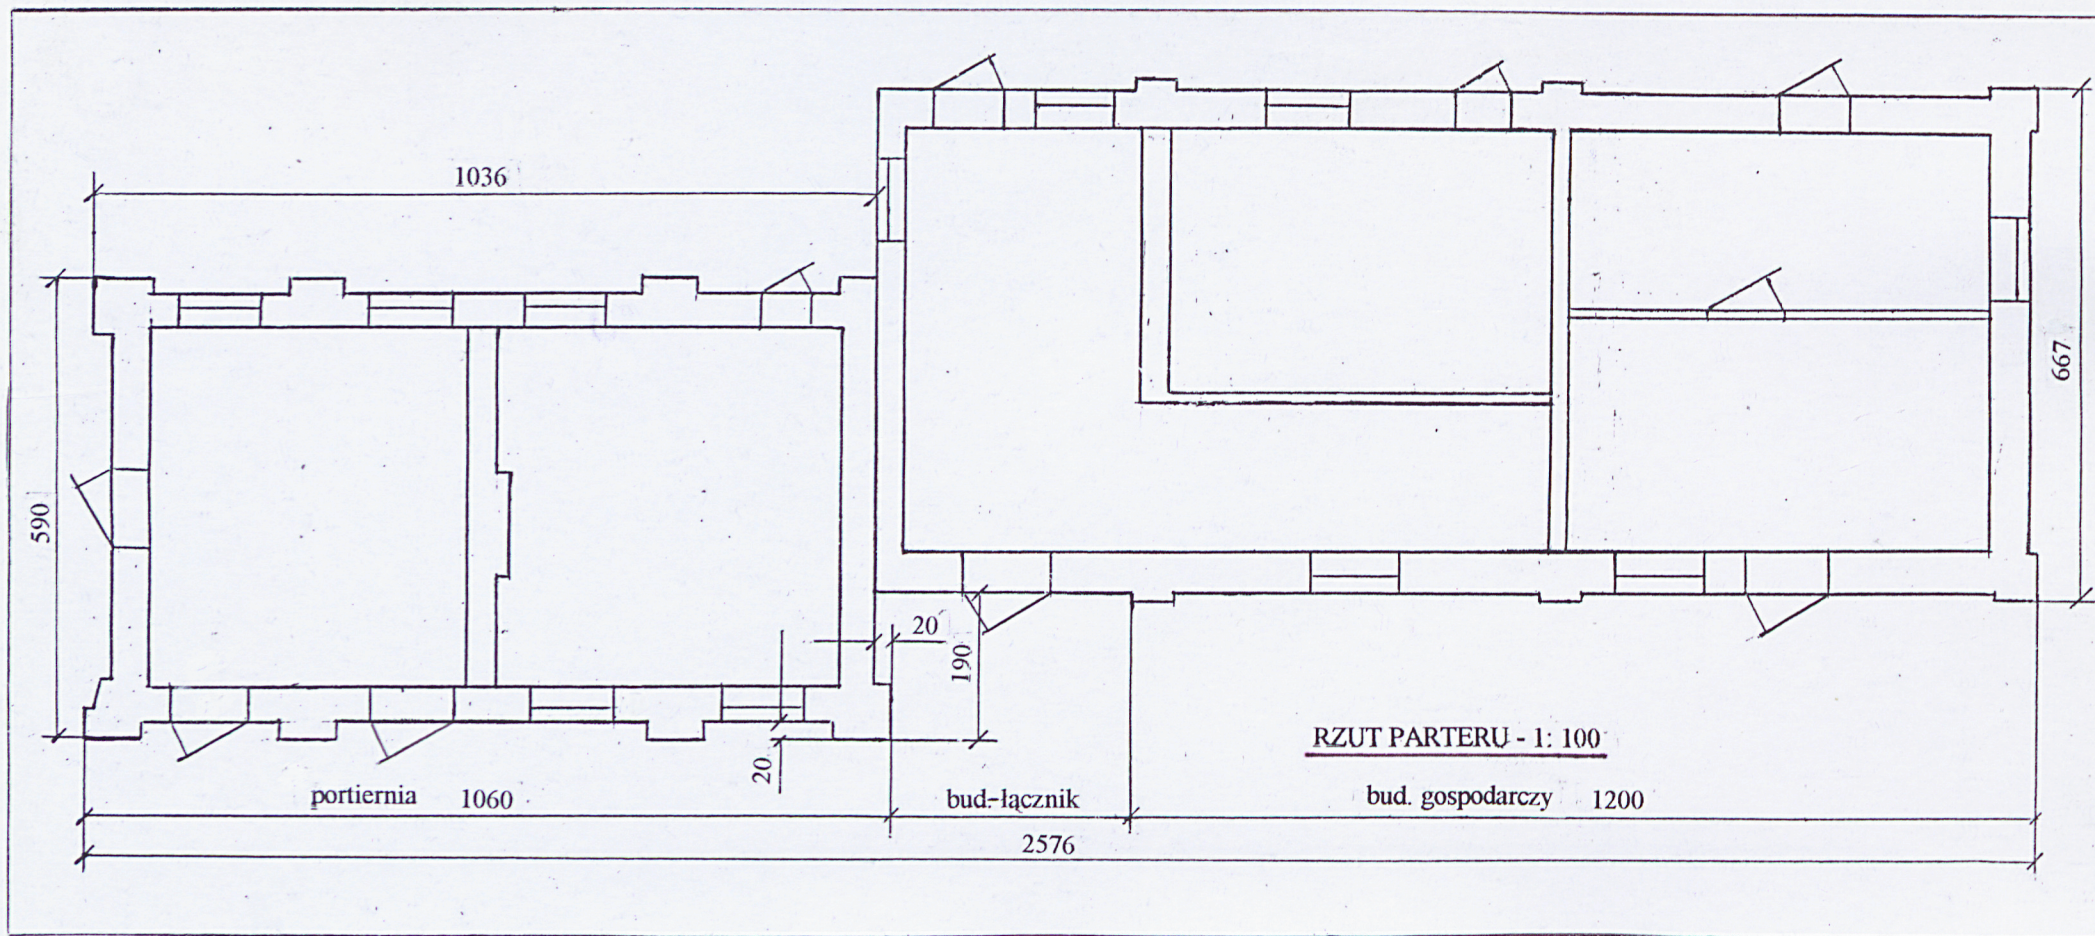 1036
590
667
20
190
20
RZUT PARTERU - 1: 100
portiernia 1060
bud.-łącznik
bud. gospodarczy 1200
2576